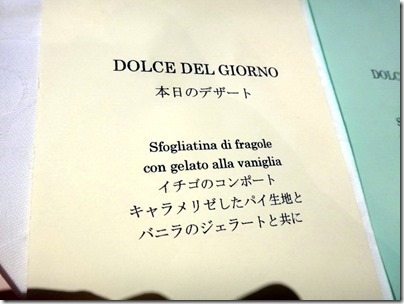 DOLCE DEL GIORNO
本日のデザート
Sfogliatina di fragole
con gelato alla vaniglia
イチゴのコンポート
キャラメリゼしたパイ生地と
バニラのジェラートと共に
DOLC
S